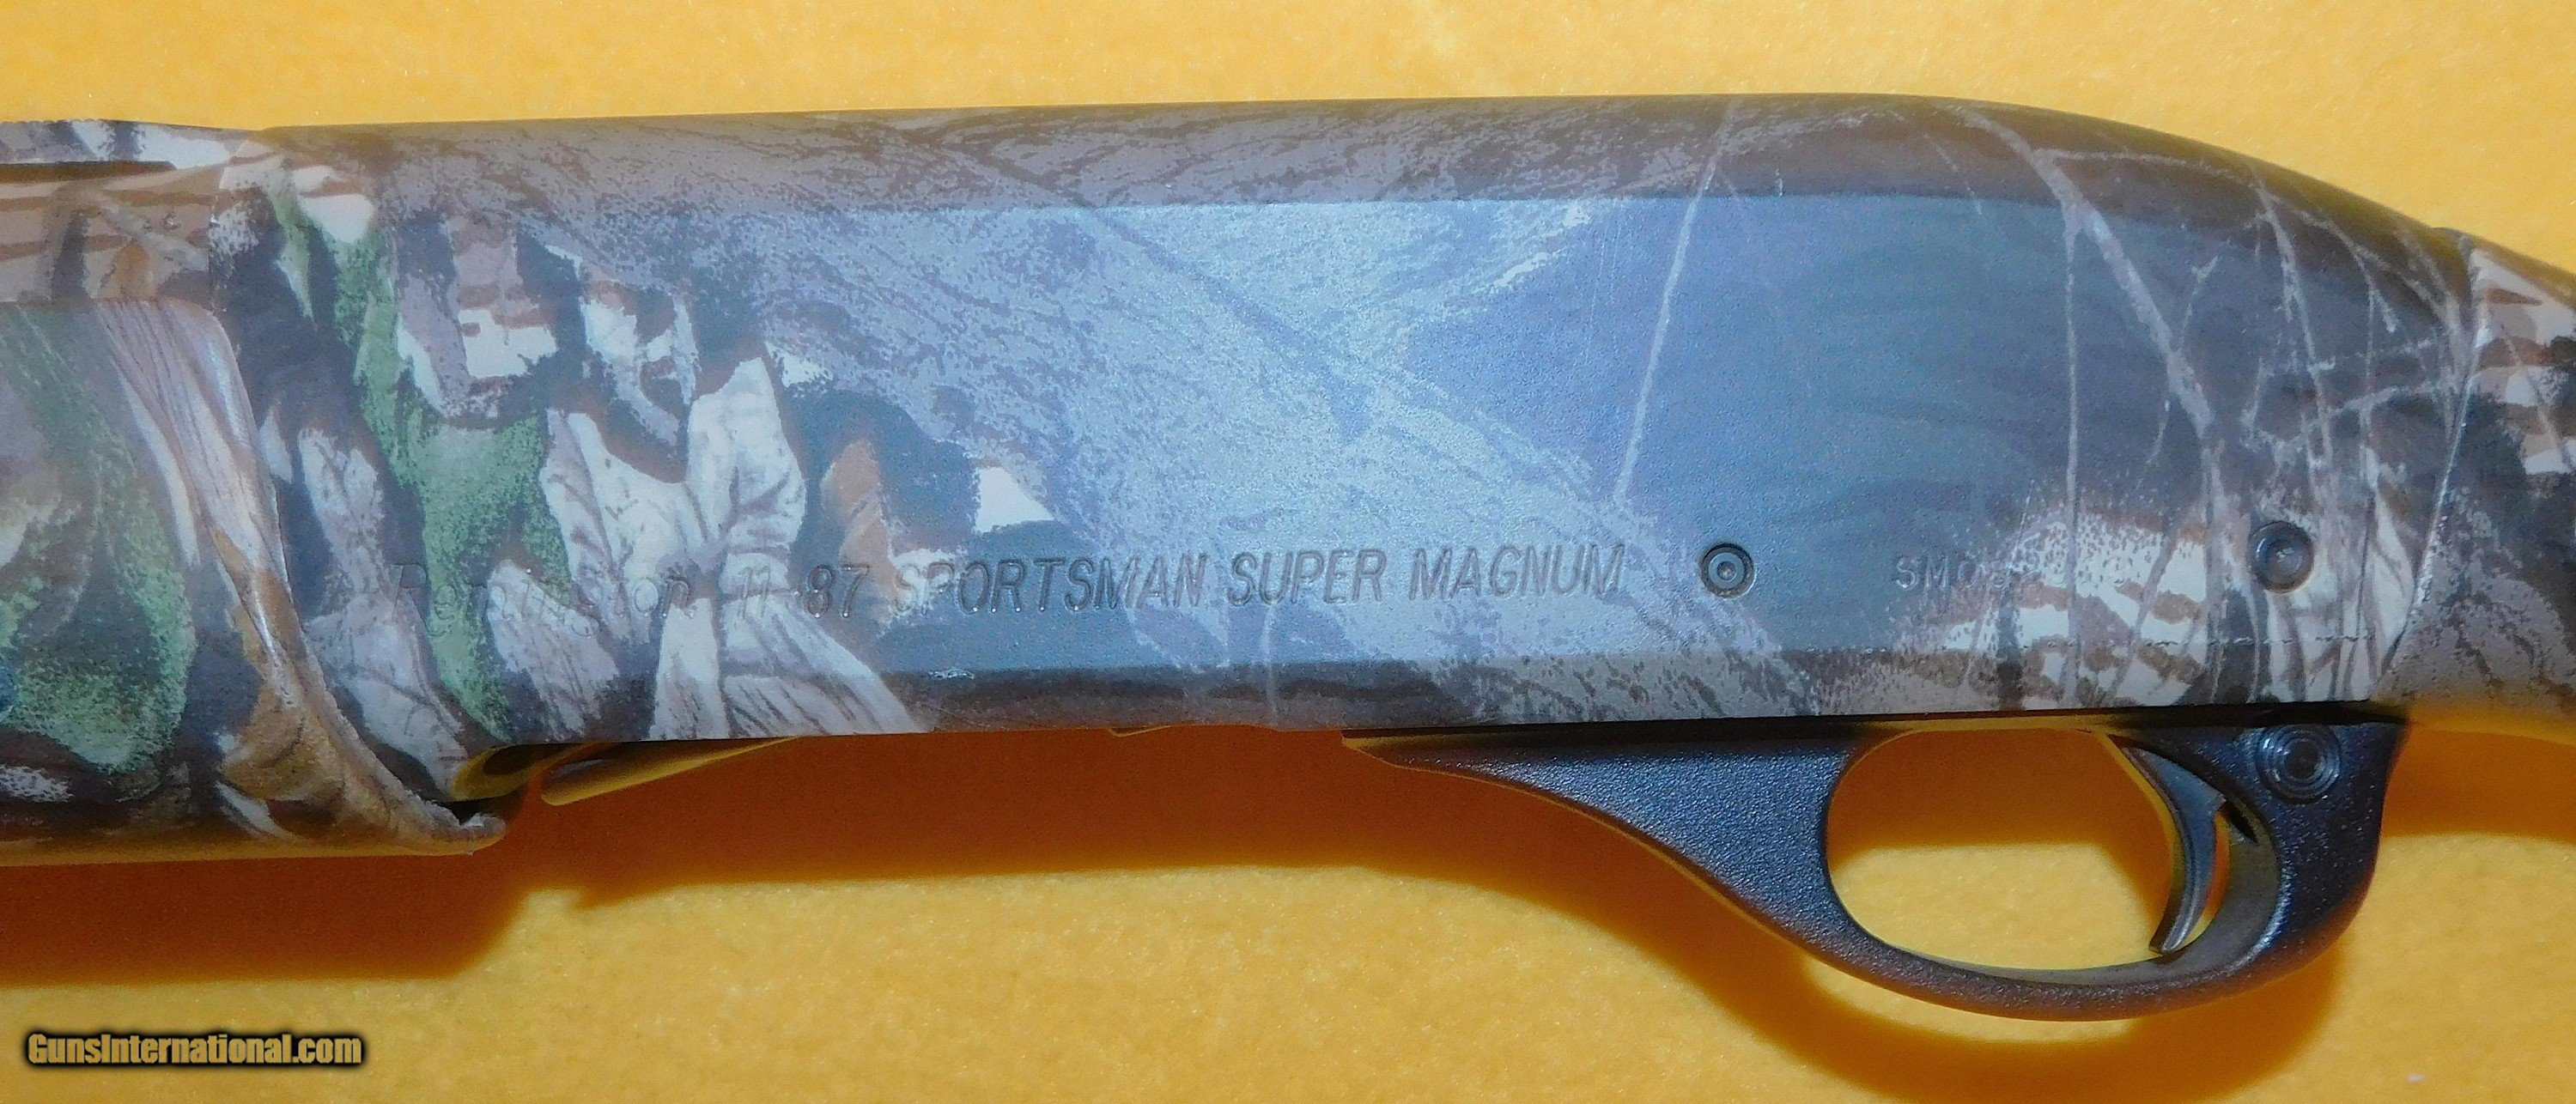 Remington 11-87 SPORTSMAN SUPER MAGNUM
GunsInternational.com